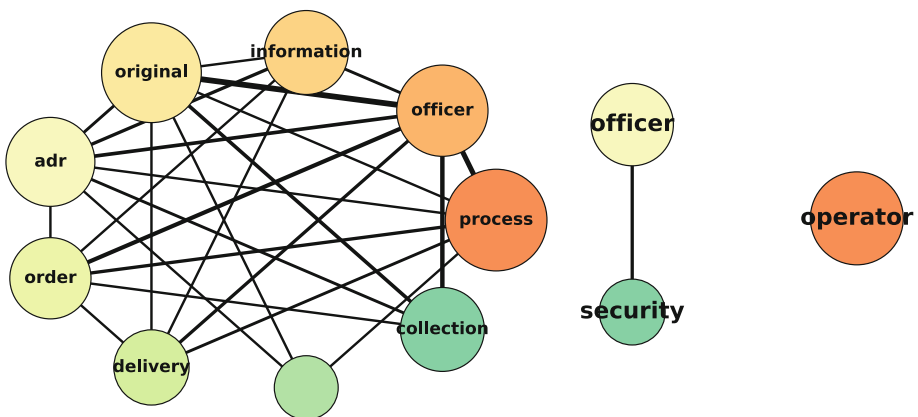 information
original
officer
officer
adr
operator
process
order
security
collection
delivery